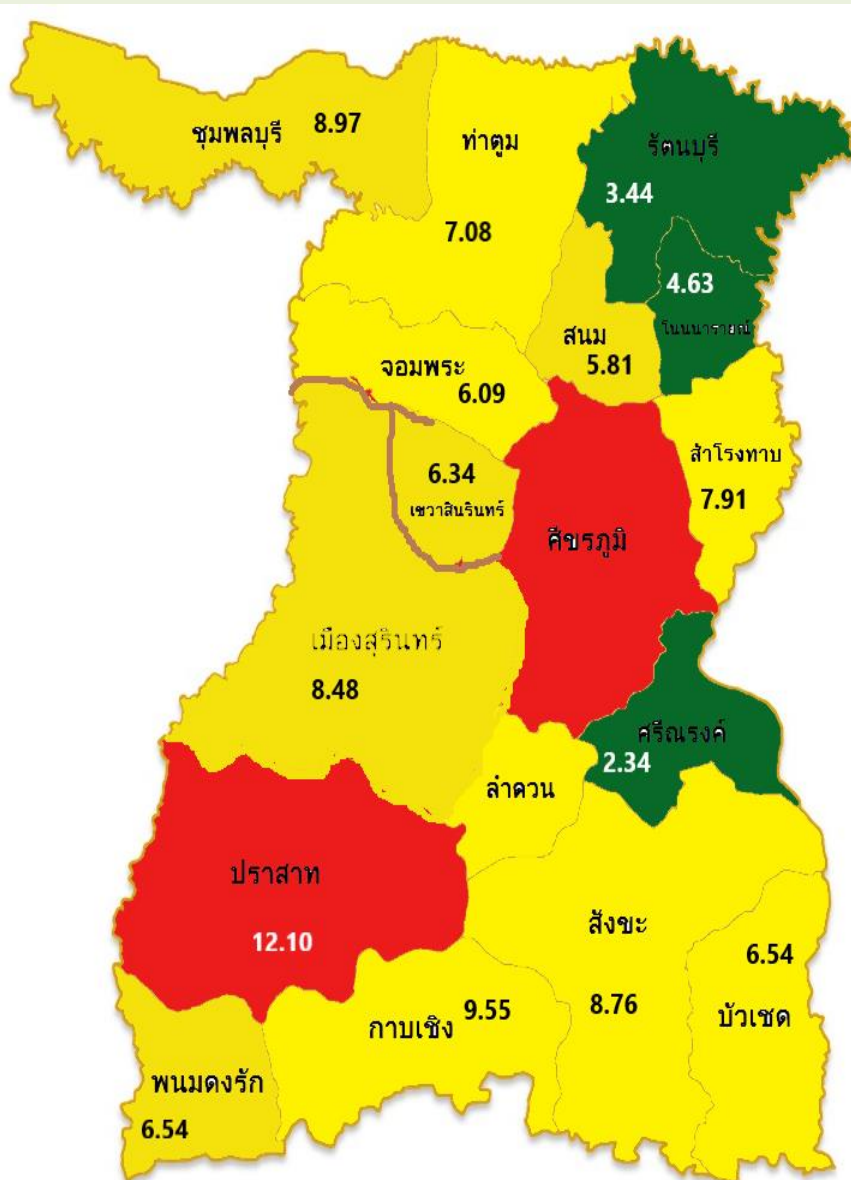 ชุมพลบุรี 8.97
ท่าตูม
7.08
รัตนบุรี
3.44
4.63
โนนนารายณ์
สนม
5.81
จอมพระ
6.09
สำโรงทาบ
7.91
6.34
เขวาสินรินทร์
ศีขรภูมิ
เมืองสุรินทร์
8.48
ศรีณรงค์
2.34
ลำดวน
ปราสาท
12.10
สังขะ
8.76
6.54
บัวเชด
กาบเชิง 9.55
พนมดงรัก
6.54